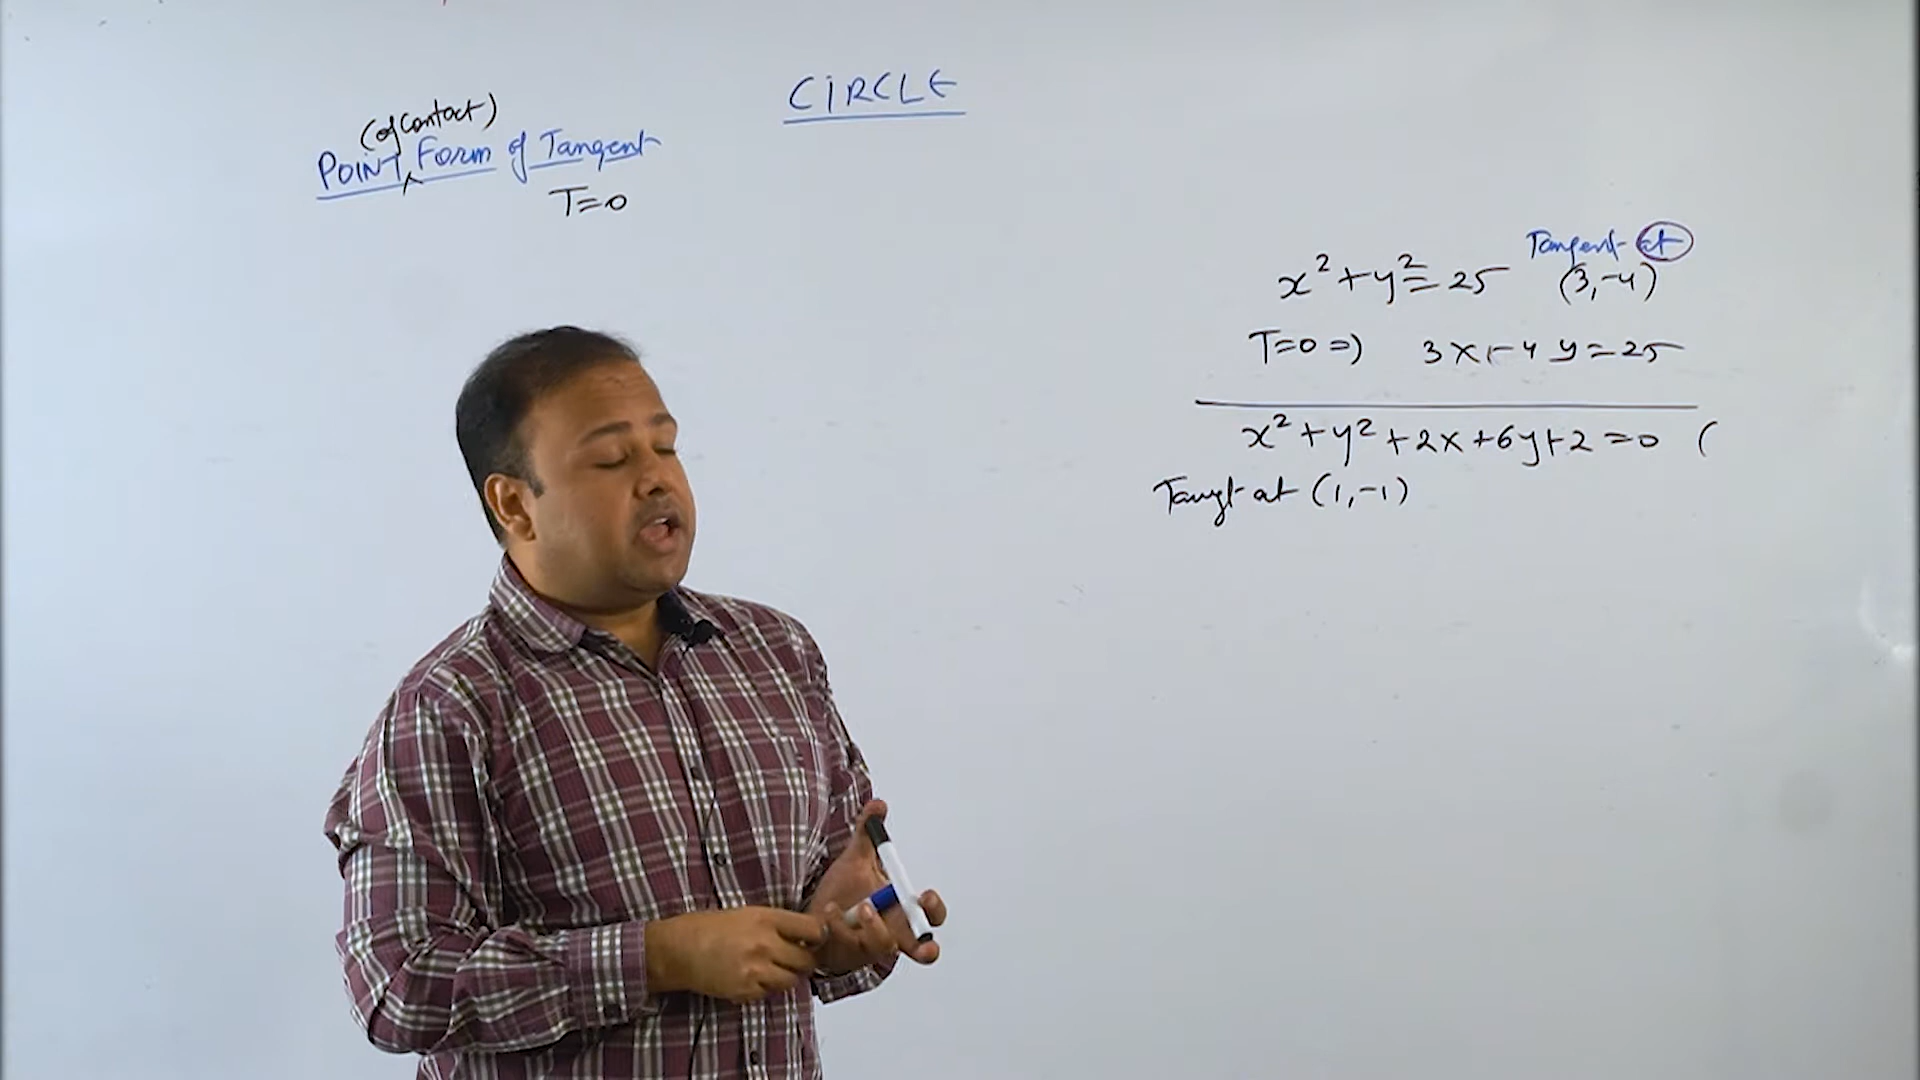 CIRCLE
(of contact)
POINT ^ Form of Tangent
T=0
Tangent at
x²+y²=25 (3,-4)
T=0 ⇒) 3x+-4y=25
x²+y²+2x+6y+2=0 (
Tangt at (1,-1)